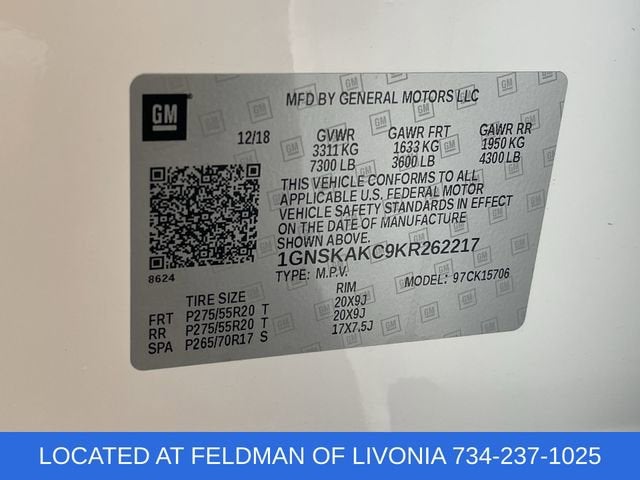 GM
MFD BY GENERAL MOTORS LLC
12/18
GVWR GAWR FRT GAWR RR
3311 KG 1633 KG 1950 KG
7300 LB 3600 LB 4300 LB
THIS VEHICLE CONFORMS TO ALL
APPLICABLE U.S. FEDERAL MOTOR
VEHICLE SAFETY STANDARDS IN EFFECT
ON THE DATE OF MANUFACTURE
SHOWN ABOVE.
1GNSKAKC9KR262217
8624
TYPE: M.P.V. MODEL: 97CK15706
TIRE SIZE RIM
FRT P275/55R20 T 20X9J
RR P275/55R20 T 20X9J
SPA P265/70R17 S 17X7.5J
LOCATED AT FELDMAN OF LIVONIA 734-237-1025